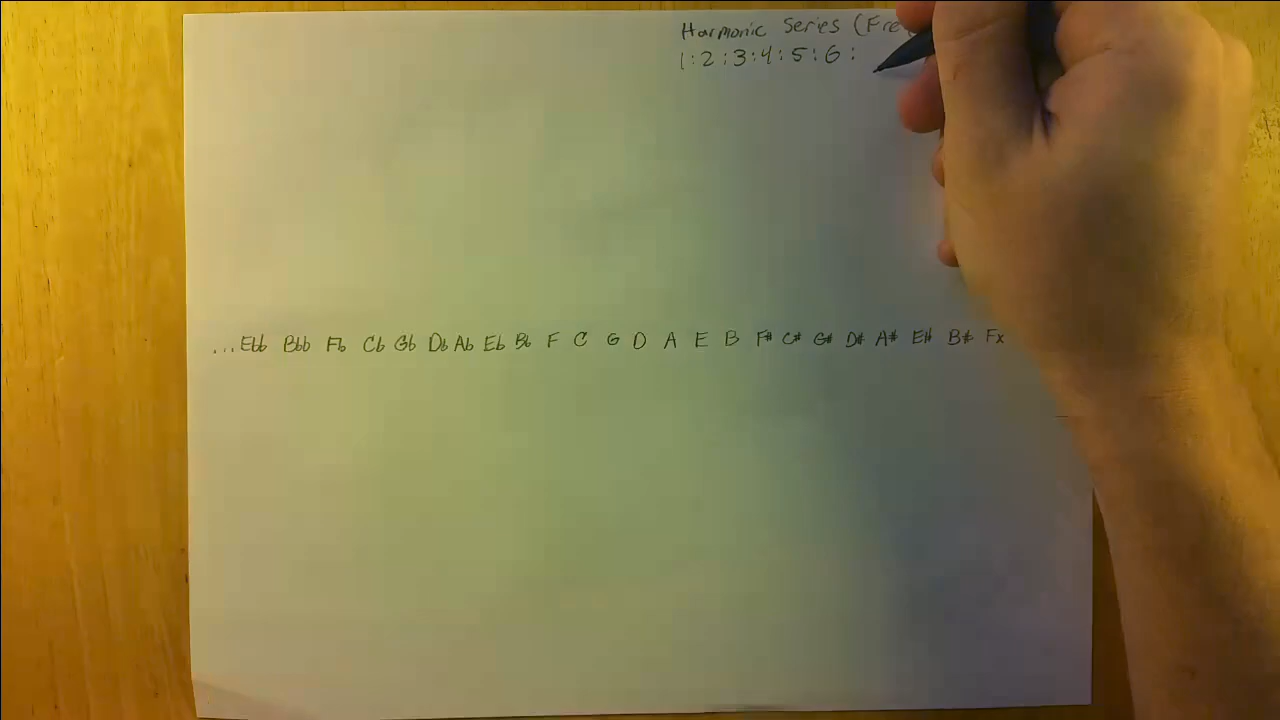 Harmonic Series (Fre
1:2:3:4:5:6:
...Ebb Bbb Fb Cb Gb Db Ab Eb Bb F C G D A E B F# C# G# D# A# E# B# Fx